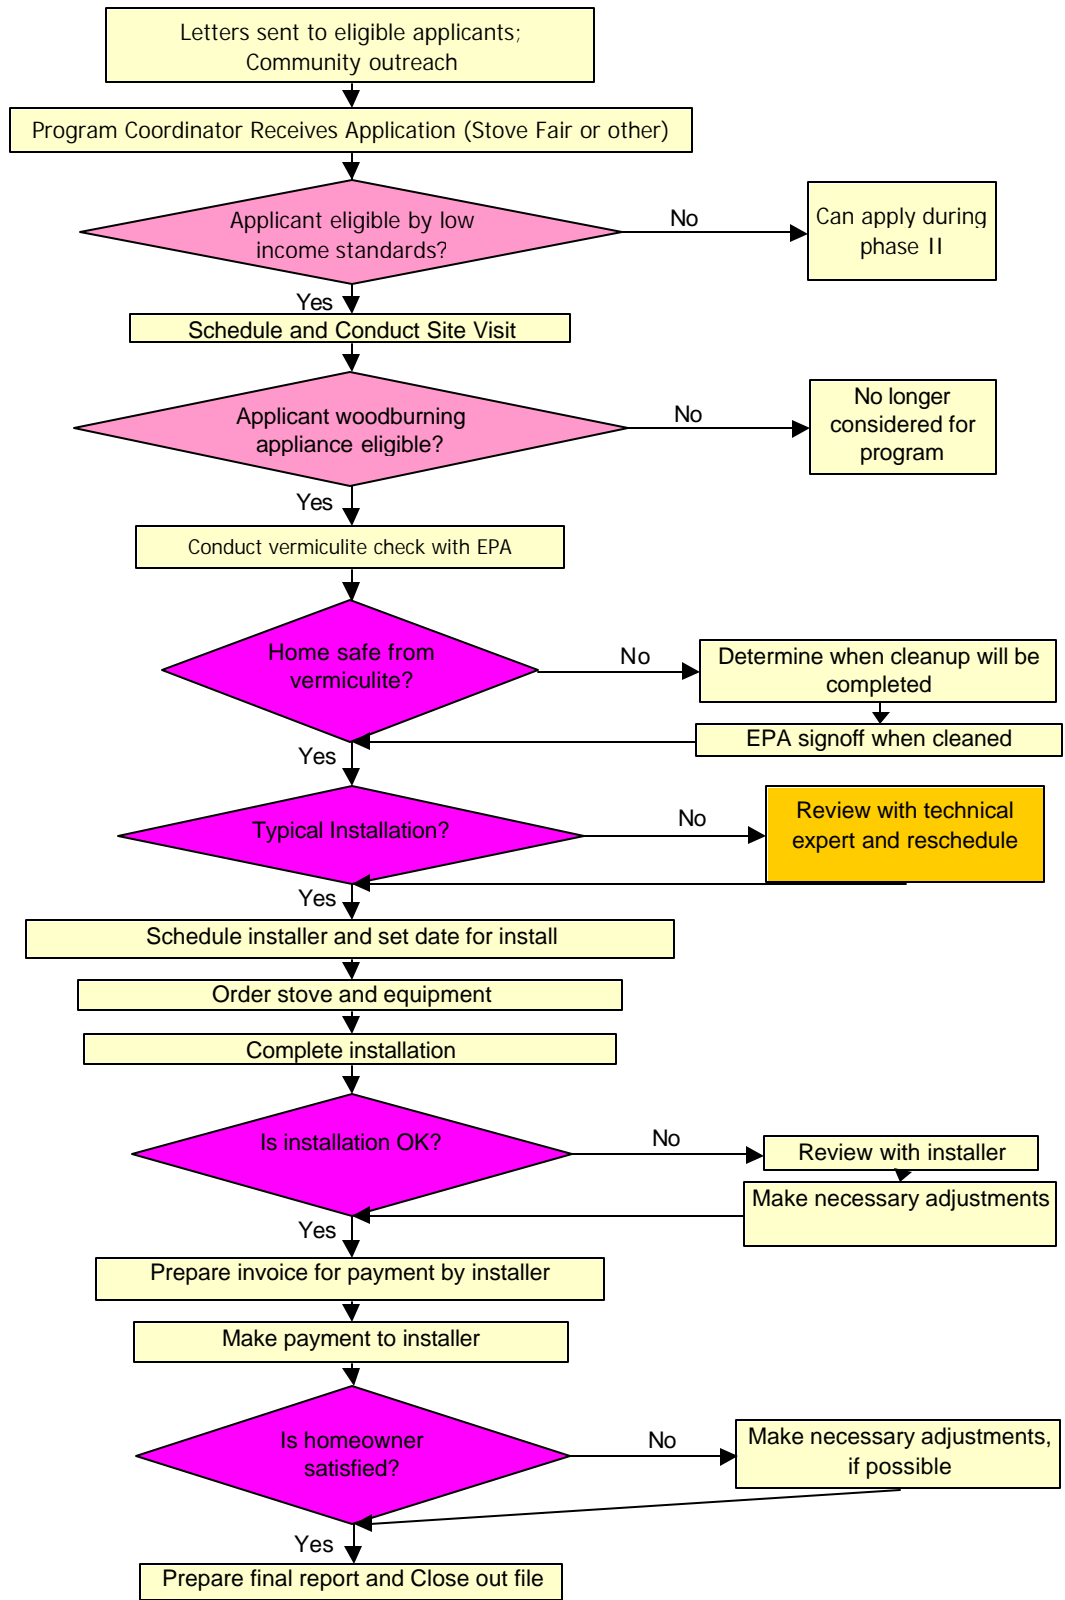 Letters sent to eligible applicants;
Community outreach
Program Coordinator Receives Application (Stove Fair or other)
Applicant eligible by low
income standards?
No
Can apply during
phase II
Yes
Schedule and Conduct Site Visit
Applicant woodburning
appliance eligible?
No
No longer
considered for
program
Yes
Conduct vermiculite check with EPA
Home safe from
vermiculite?
No
Determine when cleanup will be
completed
EPA signoff when cleaned
Yes
Typical Installation?
No
Review with technical
expert and reschedule
Yes
Schedule installer and set date for install
Order stove and equipment
Complete installation
Is installation OK?
No
Review with installer
Make necessary adjustments
Yes
Prepare invoice for payment by installer
Make payment to installer
Is homeowner
satisfied?
No
Make necessary adjustments,
if possible
Yes
Prepare final report and Close out file